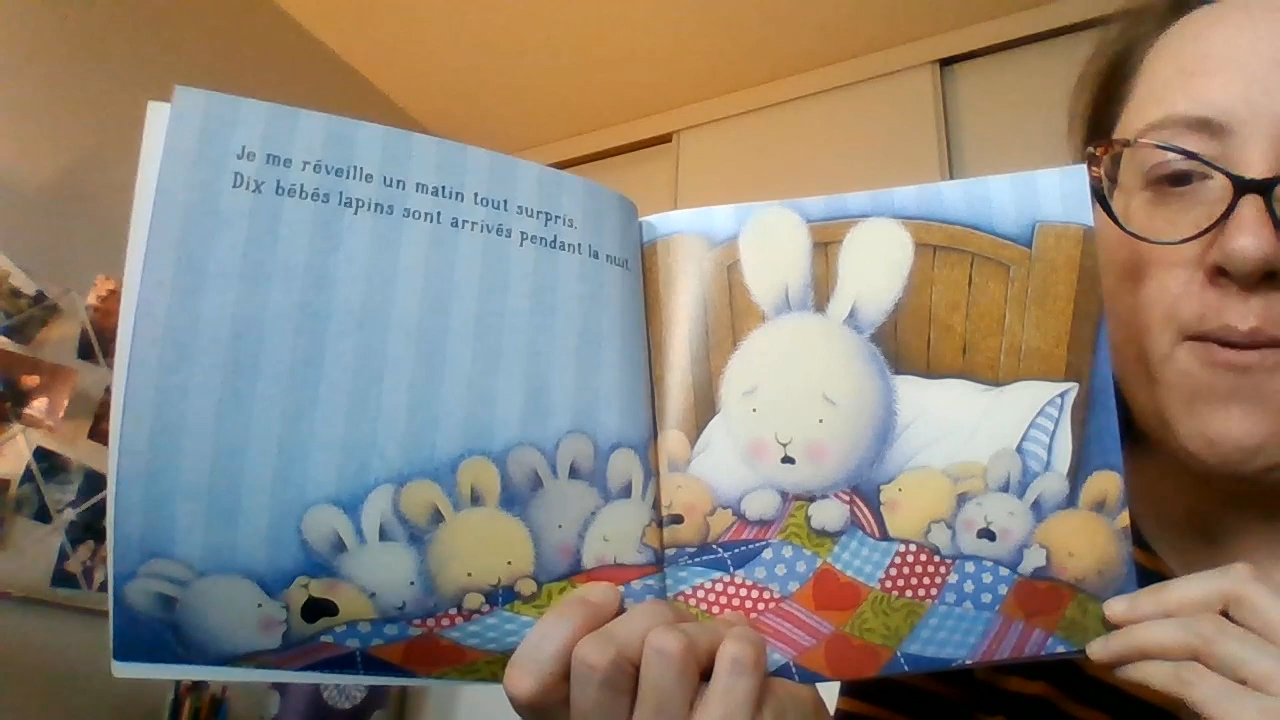 Je me réveille un matin tout surpris.
Dix bébés lapins sont arrivés pendant la nuit.